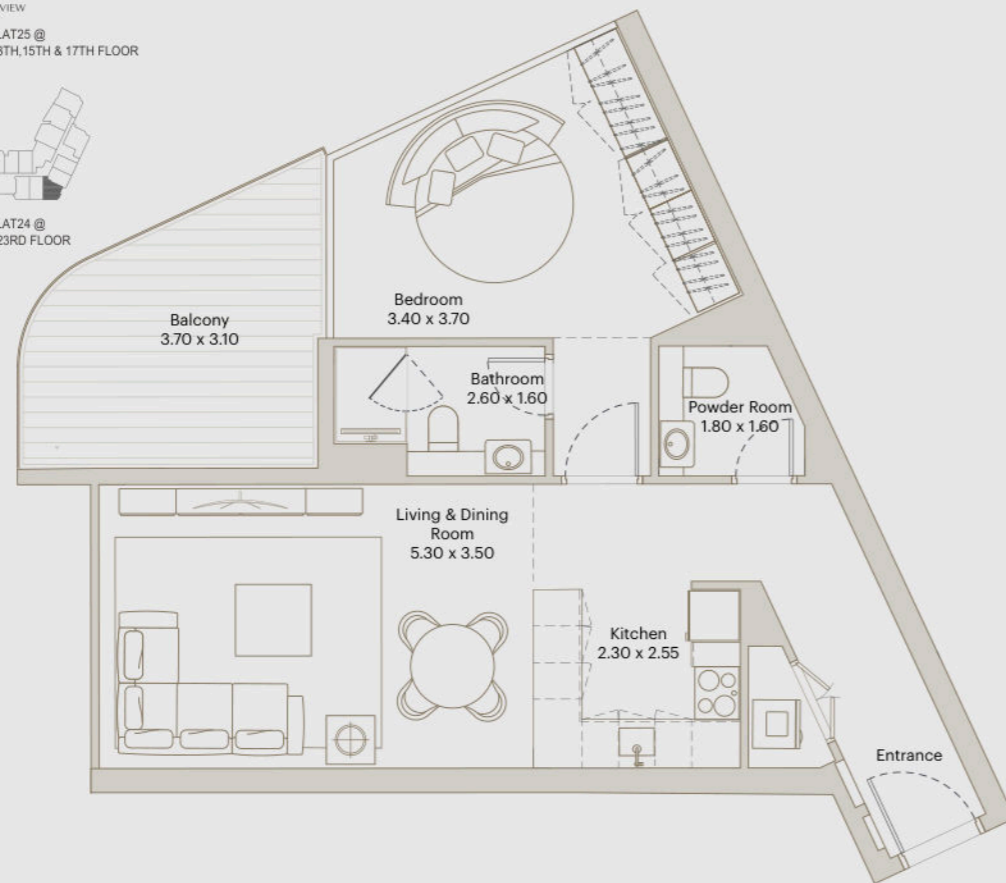 VIEW
LAT25 @
3TH,15TH & 17TH FLOOR
LAT24 @
23RD FLOOR
Balcony
3.70 x 3.10
Bedroom
3.40 x 3.70
Bathroom
2.60 x 1.60
Powder Room
1.80 x 1.60
Living & Dining
Room
5.30 x 3.50
Kitchen
2.30 x 2.55
Entrance